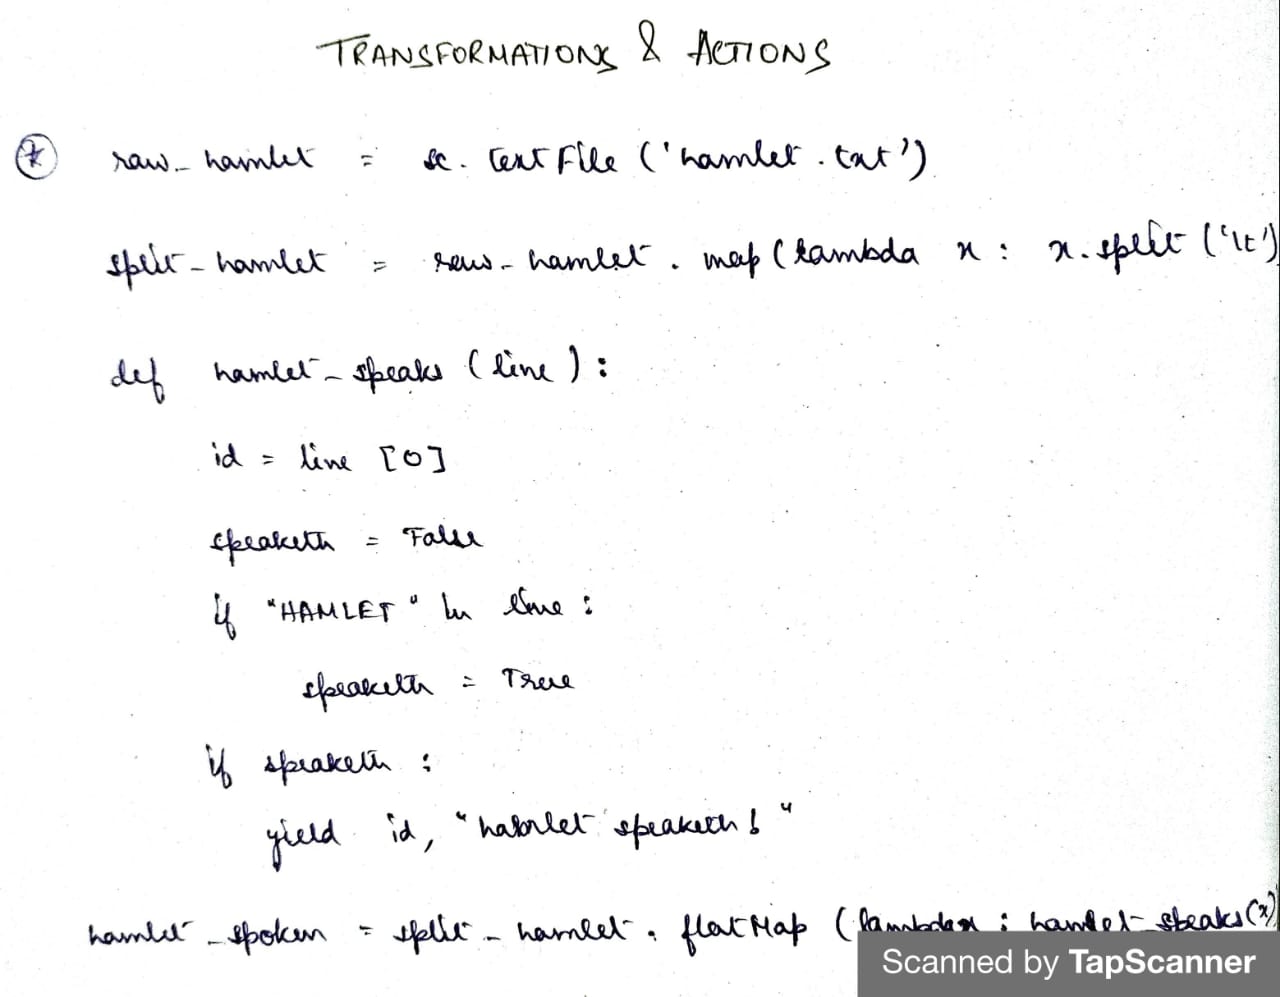 TRANSFORMATIONS & ACTIONS
* raw_hamlet = sc. textFile ('hamlet.txt')
split_hamlet = raw_hamlet. map (lambda x : x.split ('\t')
def hamlet_speaks (line) :
id = line [0]
speaketh = False
if "HAMLET" in line :
speaketh = True
if speaketh :
yield id, "hamlet speaketh! "
hamlet_spoken = split_hamlet. flatMap (lambda x : hamlet_speaks (x)
Scanned by TapScanner